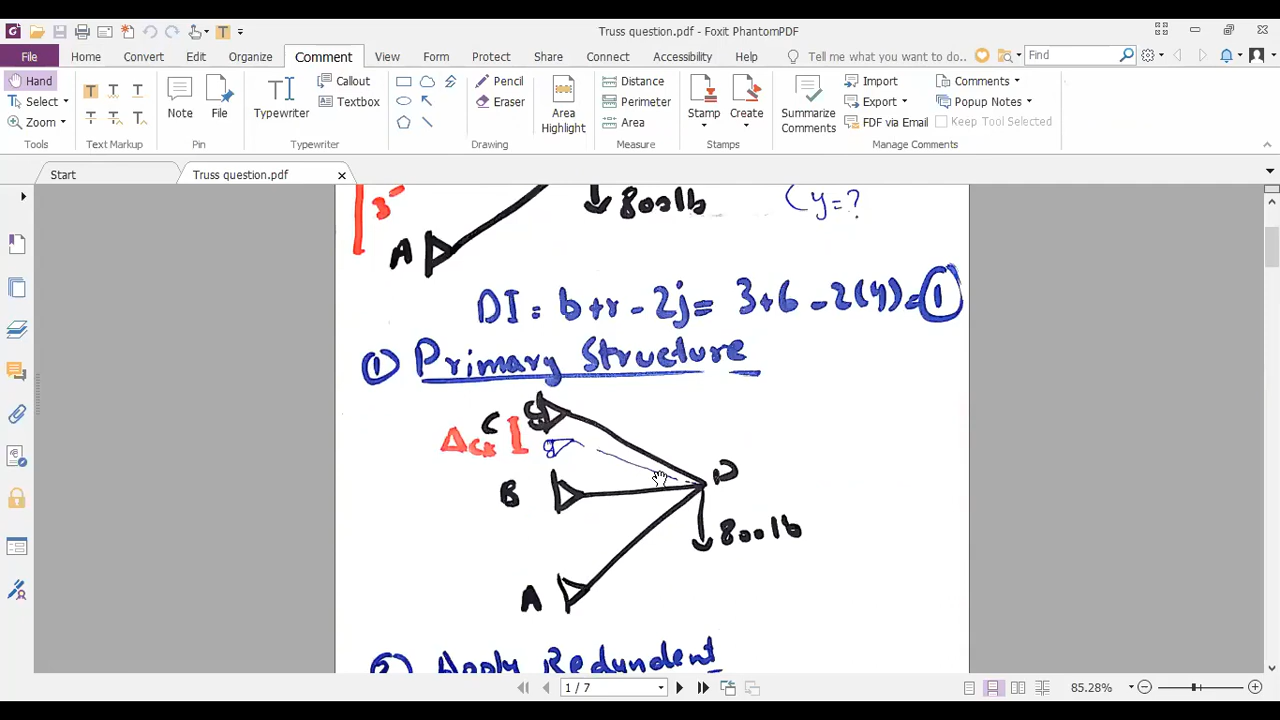 Truss question.pdf - Foxit PhantomPDF
File Home Convert Edit Organize Comment View Form Protect Share Connect Accessibility Help Tell me what you want to do... Find
Hand
Select
Zoom
Tools
T T T
T T T
Text Markup
Note
File
Pin
Typewriter
Callout
Textbox
Typewriter
Pencil
Eraser
Area
Highlight
Drawing
Distance
Perimeter
Area
Measure
Stamp
Create
Stamps
Summarize
Comments
Import
Export
FDF via Email
Comments
Popup Notes
Keep Tool Selected
Manage Comments
Start Truss question.pdf
3
800lb
(y=?
A
DI = b+r - 2j = 3+6 - 2(4) = 1
① Primary Structure
C
Δcx
B
D
800lb
A
② Apply Redundent
1 / 7
85.28%